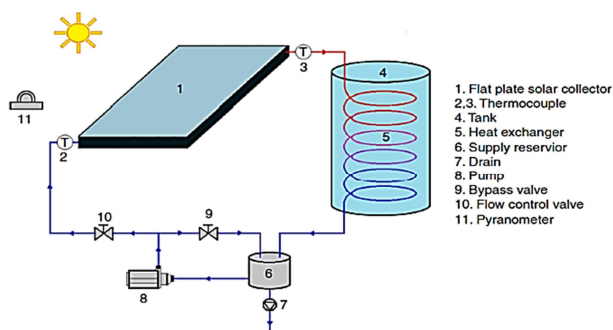 T
3
1
4
11
T
2
5
10
9
6
8
7
1. Flat plate solar collector
2,3. Thermocouple
4. Tank
5. Heat exchanger
6. Supply reservior
7. Drain
8. Pump
9. Bypass valve
10. Flow control valve
11. Pyranometer